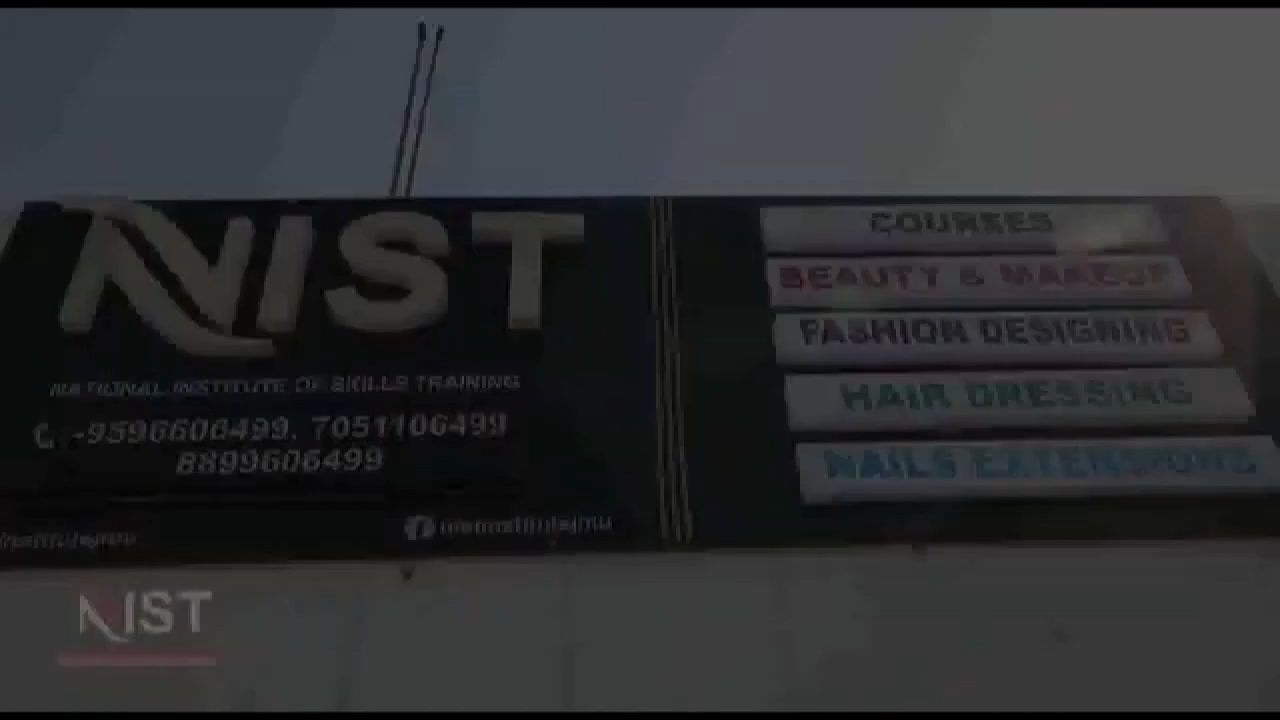 NIST
NATIONAL INSTITUTE OF SKILLS TRAINING
-9596606499, 7051106499
8899606499
COURSES
BEAUTY & MAKEUP
FASHION DESIGNING
HAIR DRESSING
NAILS EXTENSIONS
NIST